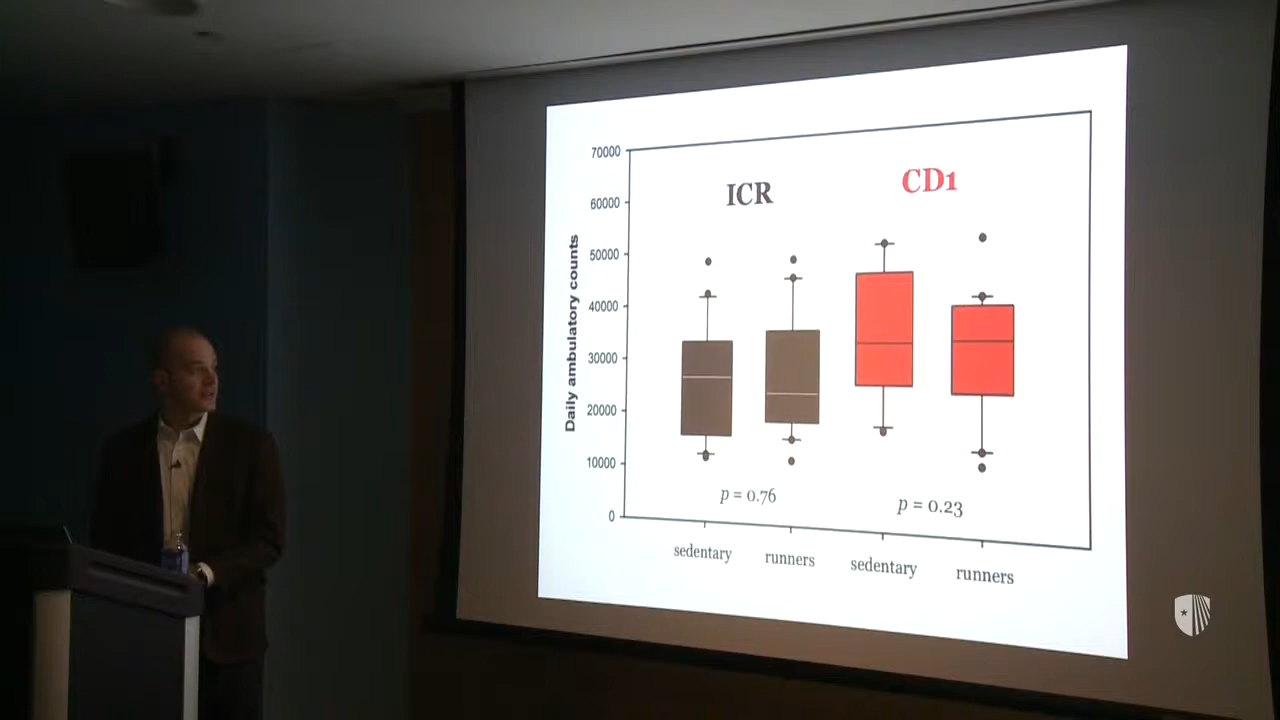 70000
60000
50000
40000
30000
20000
10000
0
Daily ambulatory counts
ICR
CD1
p = 0.76
p = 0.23
sedentary
runners
sedentary
runners